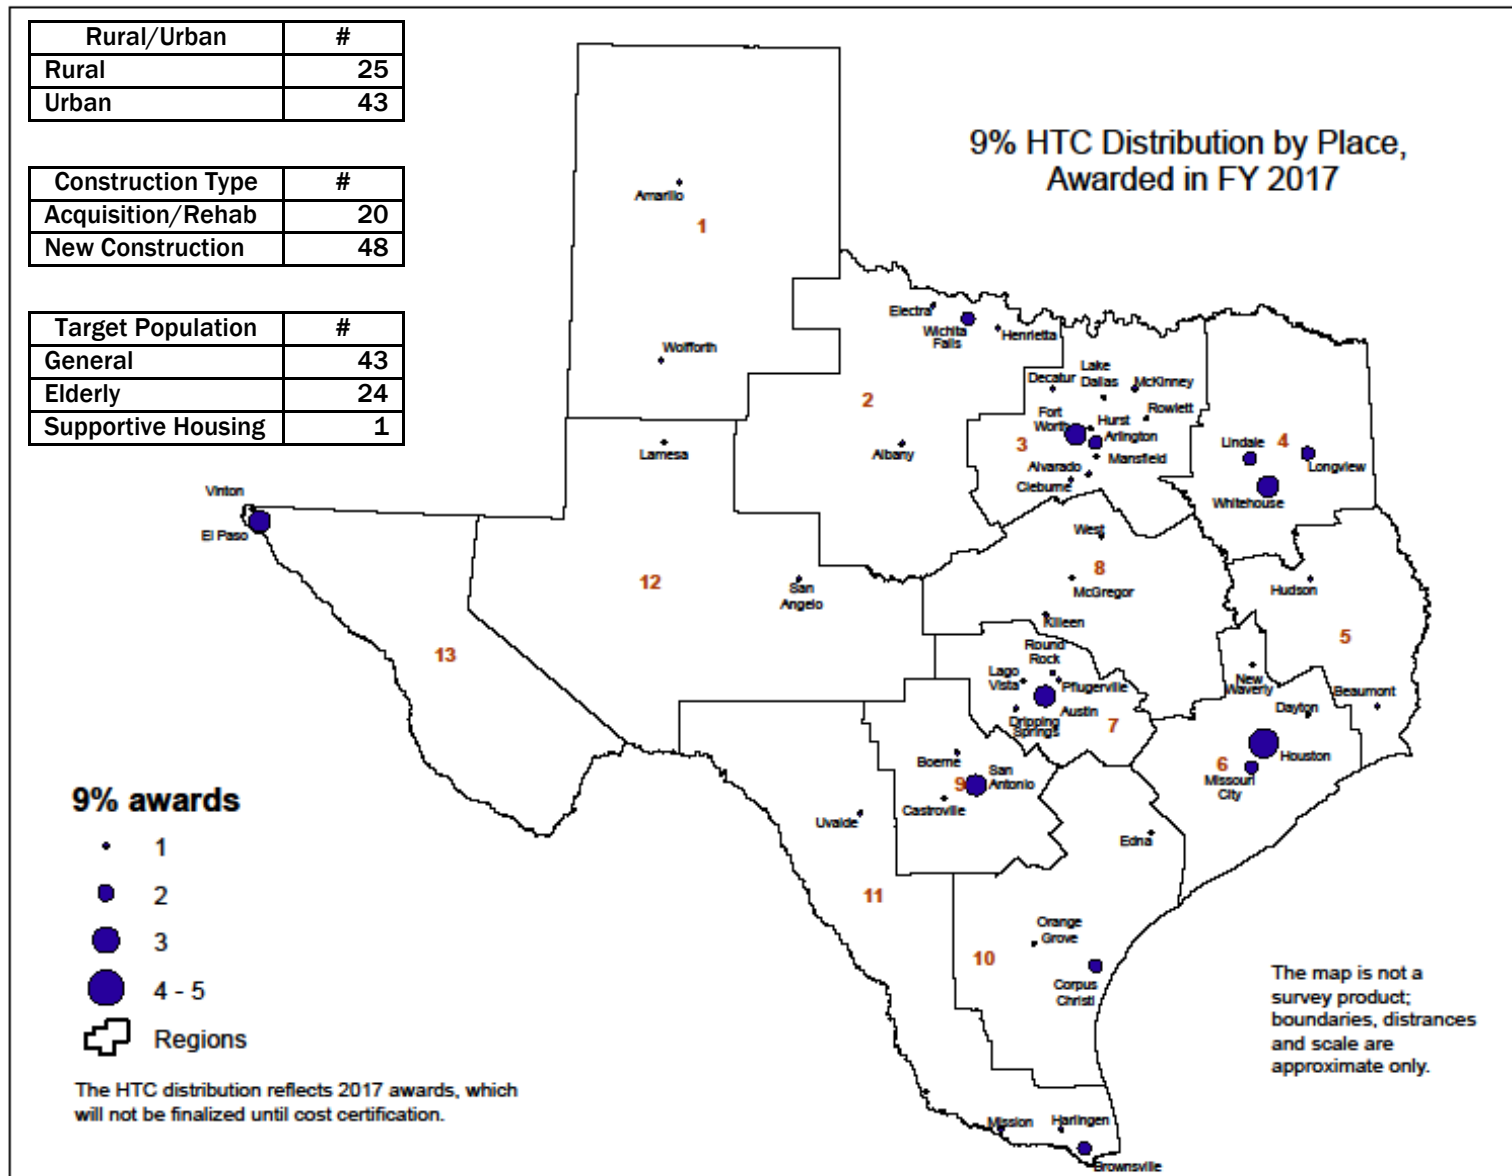 Rural/Urban #
Rural 25
Urban 43
Construction Type #
Acquisition/Rehab 20
New Construction 48
Target Population #
General 43
Elderly 24
Supportive Housing 1
9% HTC Distribution by Place,
Awarded in FY 2017
Amarillo
1
Wolfforth
Electra
Wichita
Falls
Henrietta
2
Albany
Lamesa
Decatur
Lake
Dallas
McKinney
Rowlett
Fort
Worth
Hurst
Arlington
3
Mansfield
Alvarado
Cleburne
Lindale
4
Longview
Whitehouse
Vinton
El Paso
12
San
Angelo
13
West
8
McGregor
Killeen
Hudson
5
Round
Rock
Lago
Vista
Pflugerville
Austin
Dripping
Springs
7
New
Waverly
Beaumont
Dayton
Houston
6
Missouri
City
Boerne
9
San
Antonio
Castroville
Uvalde
Edna
11
Orange
Grove
10
Corpus
Christi
Mission
Harlingen
Brownsville
9% awards
1
2
3
4 - 5
Regions
The HTC distribution reflects 2017 awards, which
will not be finalized until cost certification.
The map is not a
survey product;
boundaries, distrances
and scale are
approximate only.